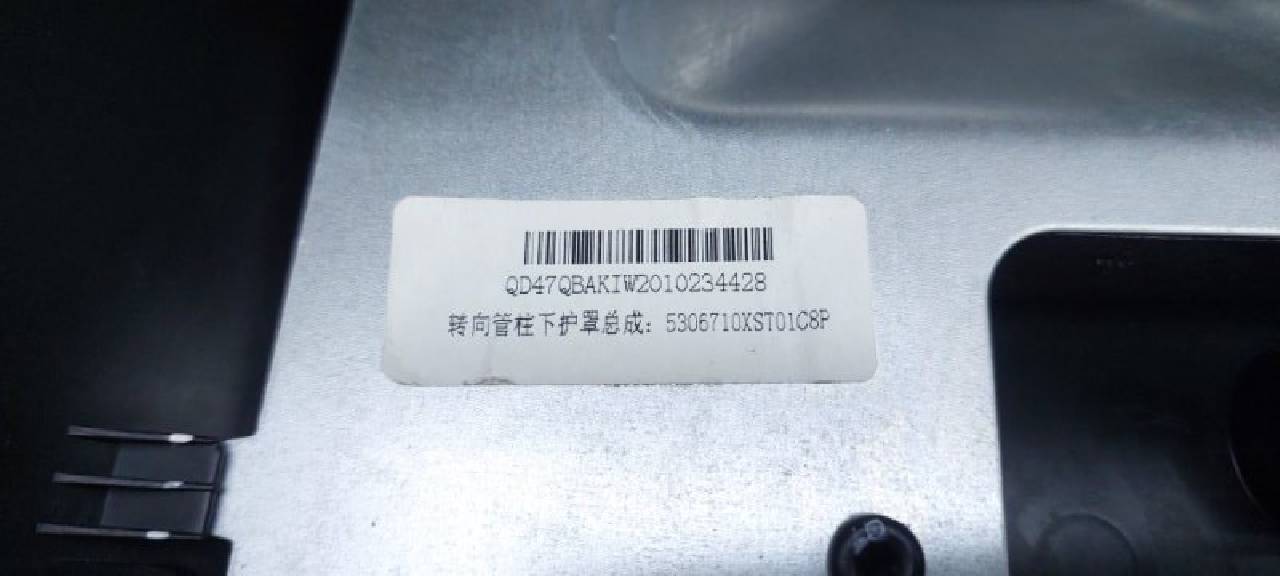 QD47QBAKIW2010234428
转向管柱下护罩总成：5306710XST01C8P